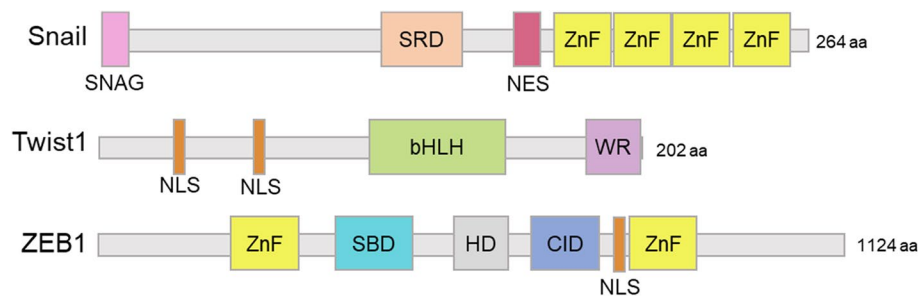 Snail SRD ZnF ZnF ZnF ZnF 264 aa
SNAG NES
Twist1 bHLH WR 202 aa
NLS NLS
ZEB1 ZnF SBD HD CID ZnF 1124 aa
NLS